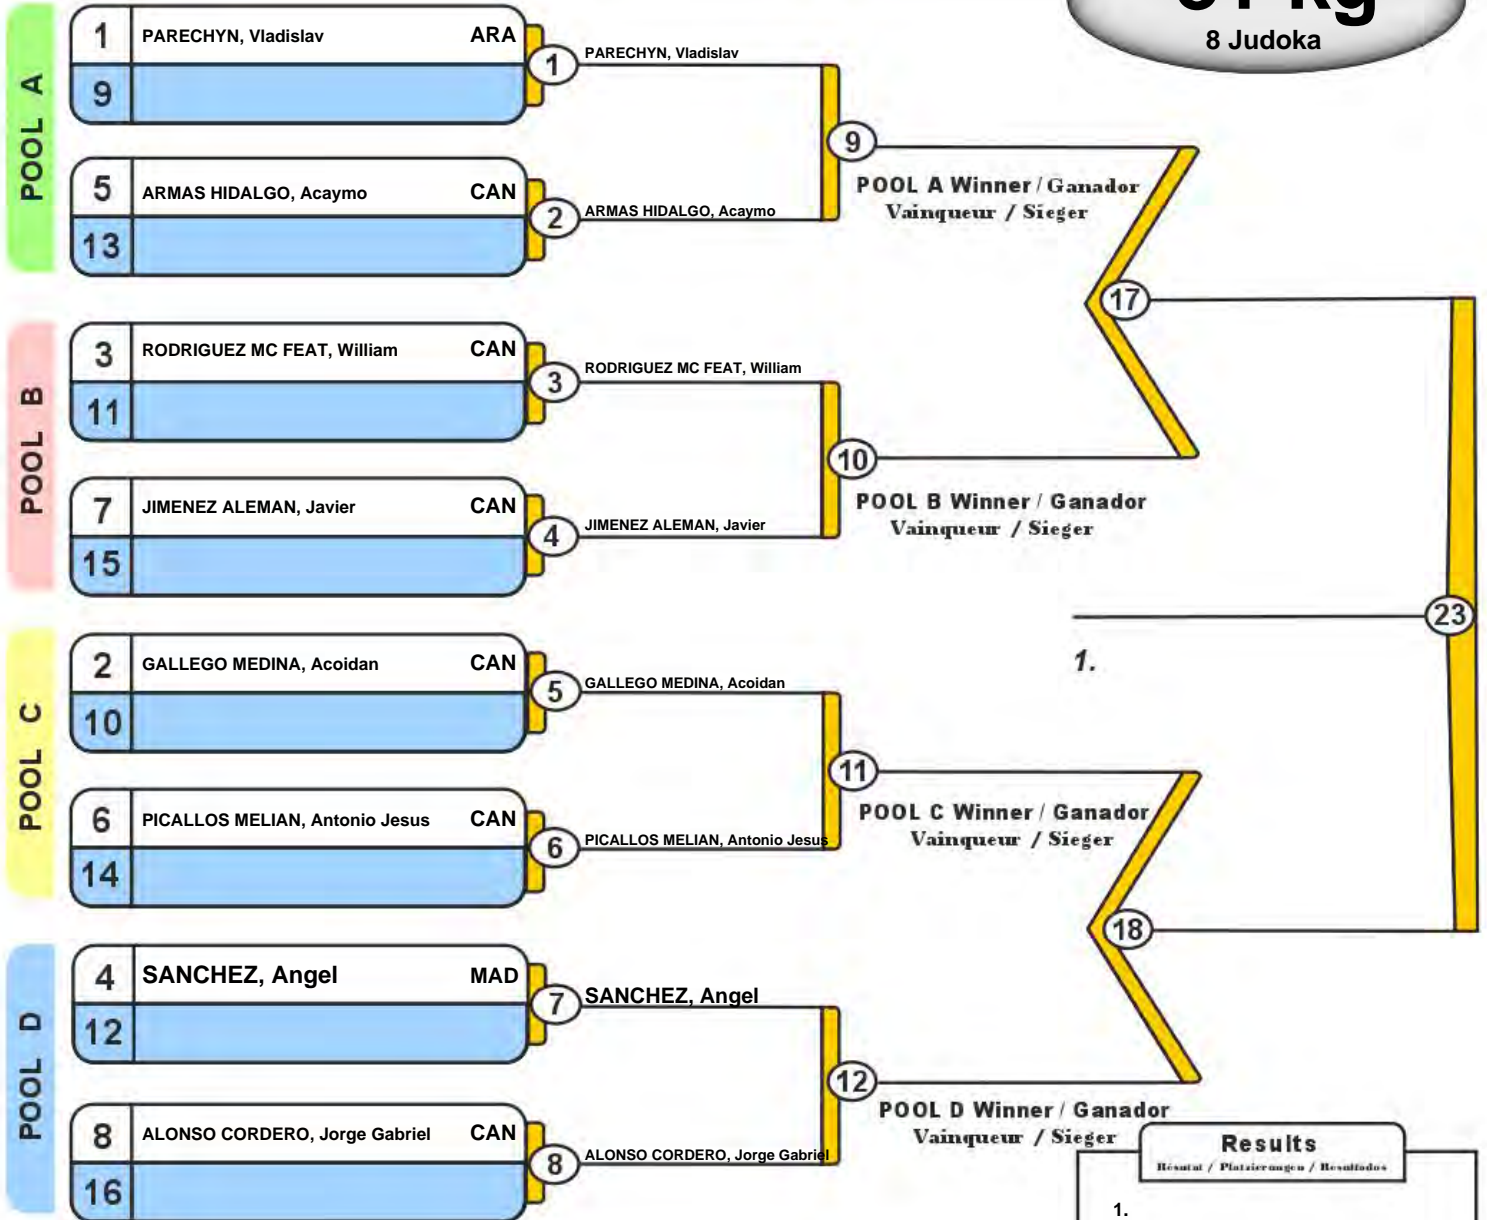 8 Judoka
POOL A
1 PARECHYN, Vladislav ARA
9
1
PARECHYN, Vladislav
5 ARMAS HIDALGO, Acaymo CAN
13
2
ARMAS HIDALGO, Acaymo
9
POOL A Winner / Ganador
Vainqueur / Sieger
POOL B
3 RODRIGUEZ MC FEAT, William CAN
11
3
RODRIGUEZ MC FEAT, William
7 JIMENEZ ALEMAN, Javier CAN
15
4
JIMENEZ ALEMAN, Javier
10
POOL B Winner / Ganador
Vainqueur / Sieger
17
POOL C
2 GALLEGO MEDINA, Acoidan CAN
10
5
GALLEGO MEDINA, Acoidan
6 PICALLOS MELIAN, Antonio Jesus CAN
14
6
PICALLOS MELIAN, Antonio Jesus
11
POOL C Winner / Ganador
Vainqueur / Sieger
POOL D
4 SANCHEZ, Angel MAD
12
7
SANCHEZ, Angel
8 ALONSO CORDERO, Jorge Gabriel CAN
16
8
ALONSO CORDERO, Jorge Gabriel
12
POOL D Winner / Ganador
Vainqueur / Sieger
18
23
1.
Results
Résutat / Platzierungen / Resultados
1.